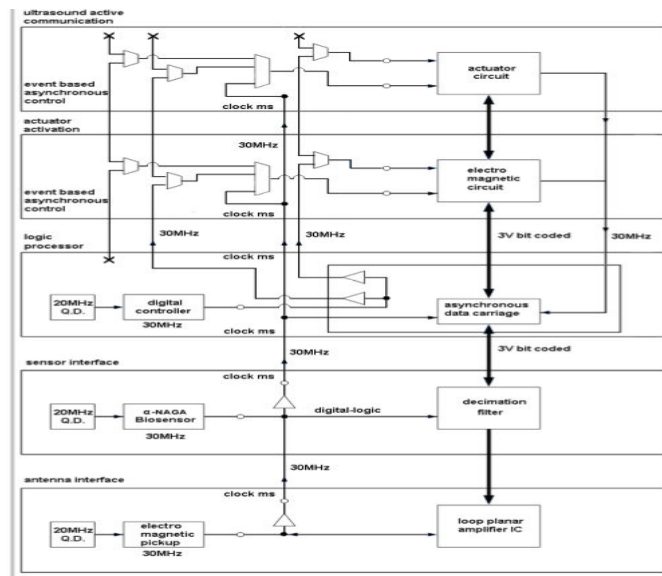 ultrasound active
communication
actuator
circuit
event based
asynchronous
control
clock ms
actuator
activation
30MHz
electro
magnetic
circuit
event based
asynchronous
control
30MHz
30MHz
3V bit coded
30MHz
logic
processor
clock ms
20MHz
Q.D.
digital
controller
30MHz
asynchronous
data carriage
clock ms
30MHz
3V bit coded
sensor interface
clock ms
20MHz
Q.D.
α-NAGA
Biosensor
30MHz
digital-logic
decimation
filter
30MHz
antenna interface
clock ms
20MHz
Q.D.
electro
magnetic
pickup
30MHz
loop planar
amplifier IC